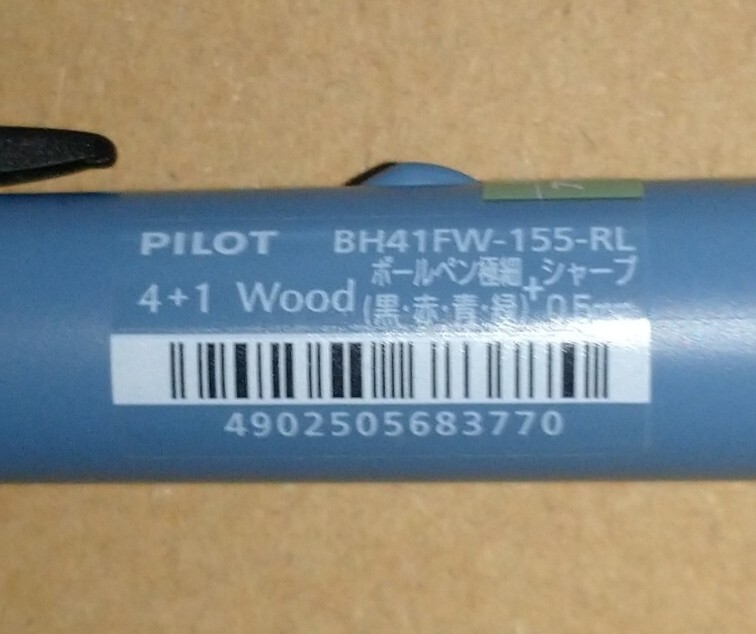 PILOT BH41FW-155-RL
4+1 Wood ボールペン極細 + シャープ
(黒・赤・青・緑) 0.5mm
4902505683770